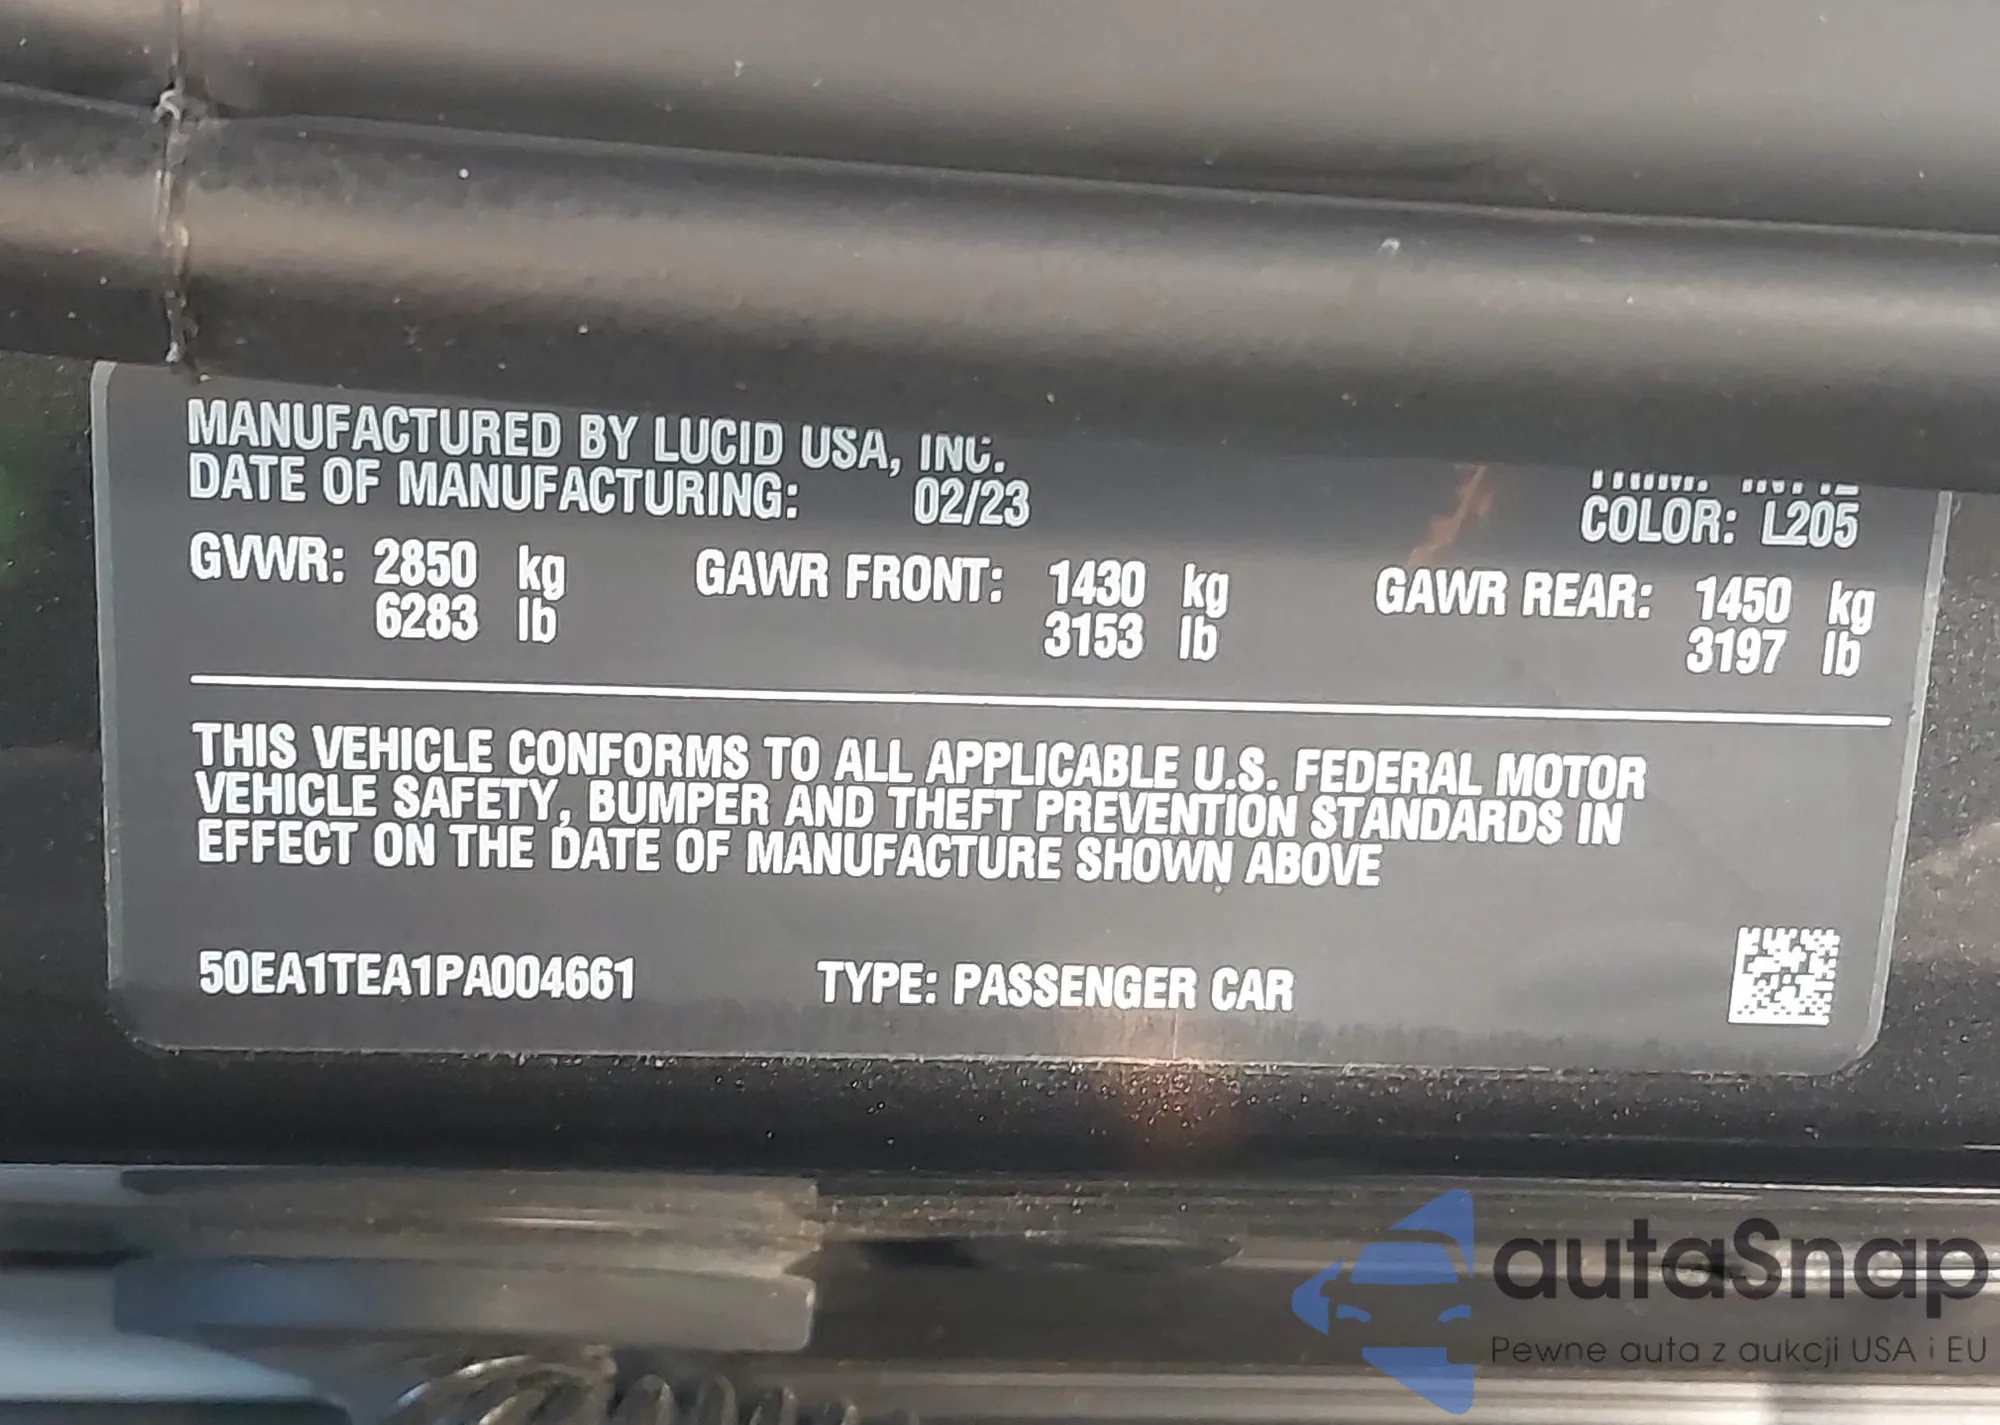 MANUFACTURED BY LUCID USA, INC.
DATE OF MANUFACTURING: 02/23
COLOR: L205
GVWR: 2850 kg GAWR FRONT: 1430 kg GAWR REAR: 1450 kg
6283 lb 3153 lb 3197 lb
THIS VEHICLE CONFORMS TO ALL APPLICABLE U.S. FEDERAL MOTOR
VEHICLE SAFETY, BUMPER AND THEFT PREVENTION STANDARDS IN
EFFECT ON THE DATE OF MANUFACTURE SHOWN ABOVE
50EA1TEA1PA004661 TYPE: PASSENGER CAR
autaSnap
Pewne auta z aukcji USA i EU